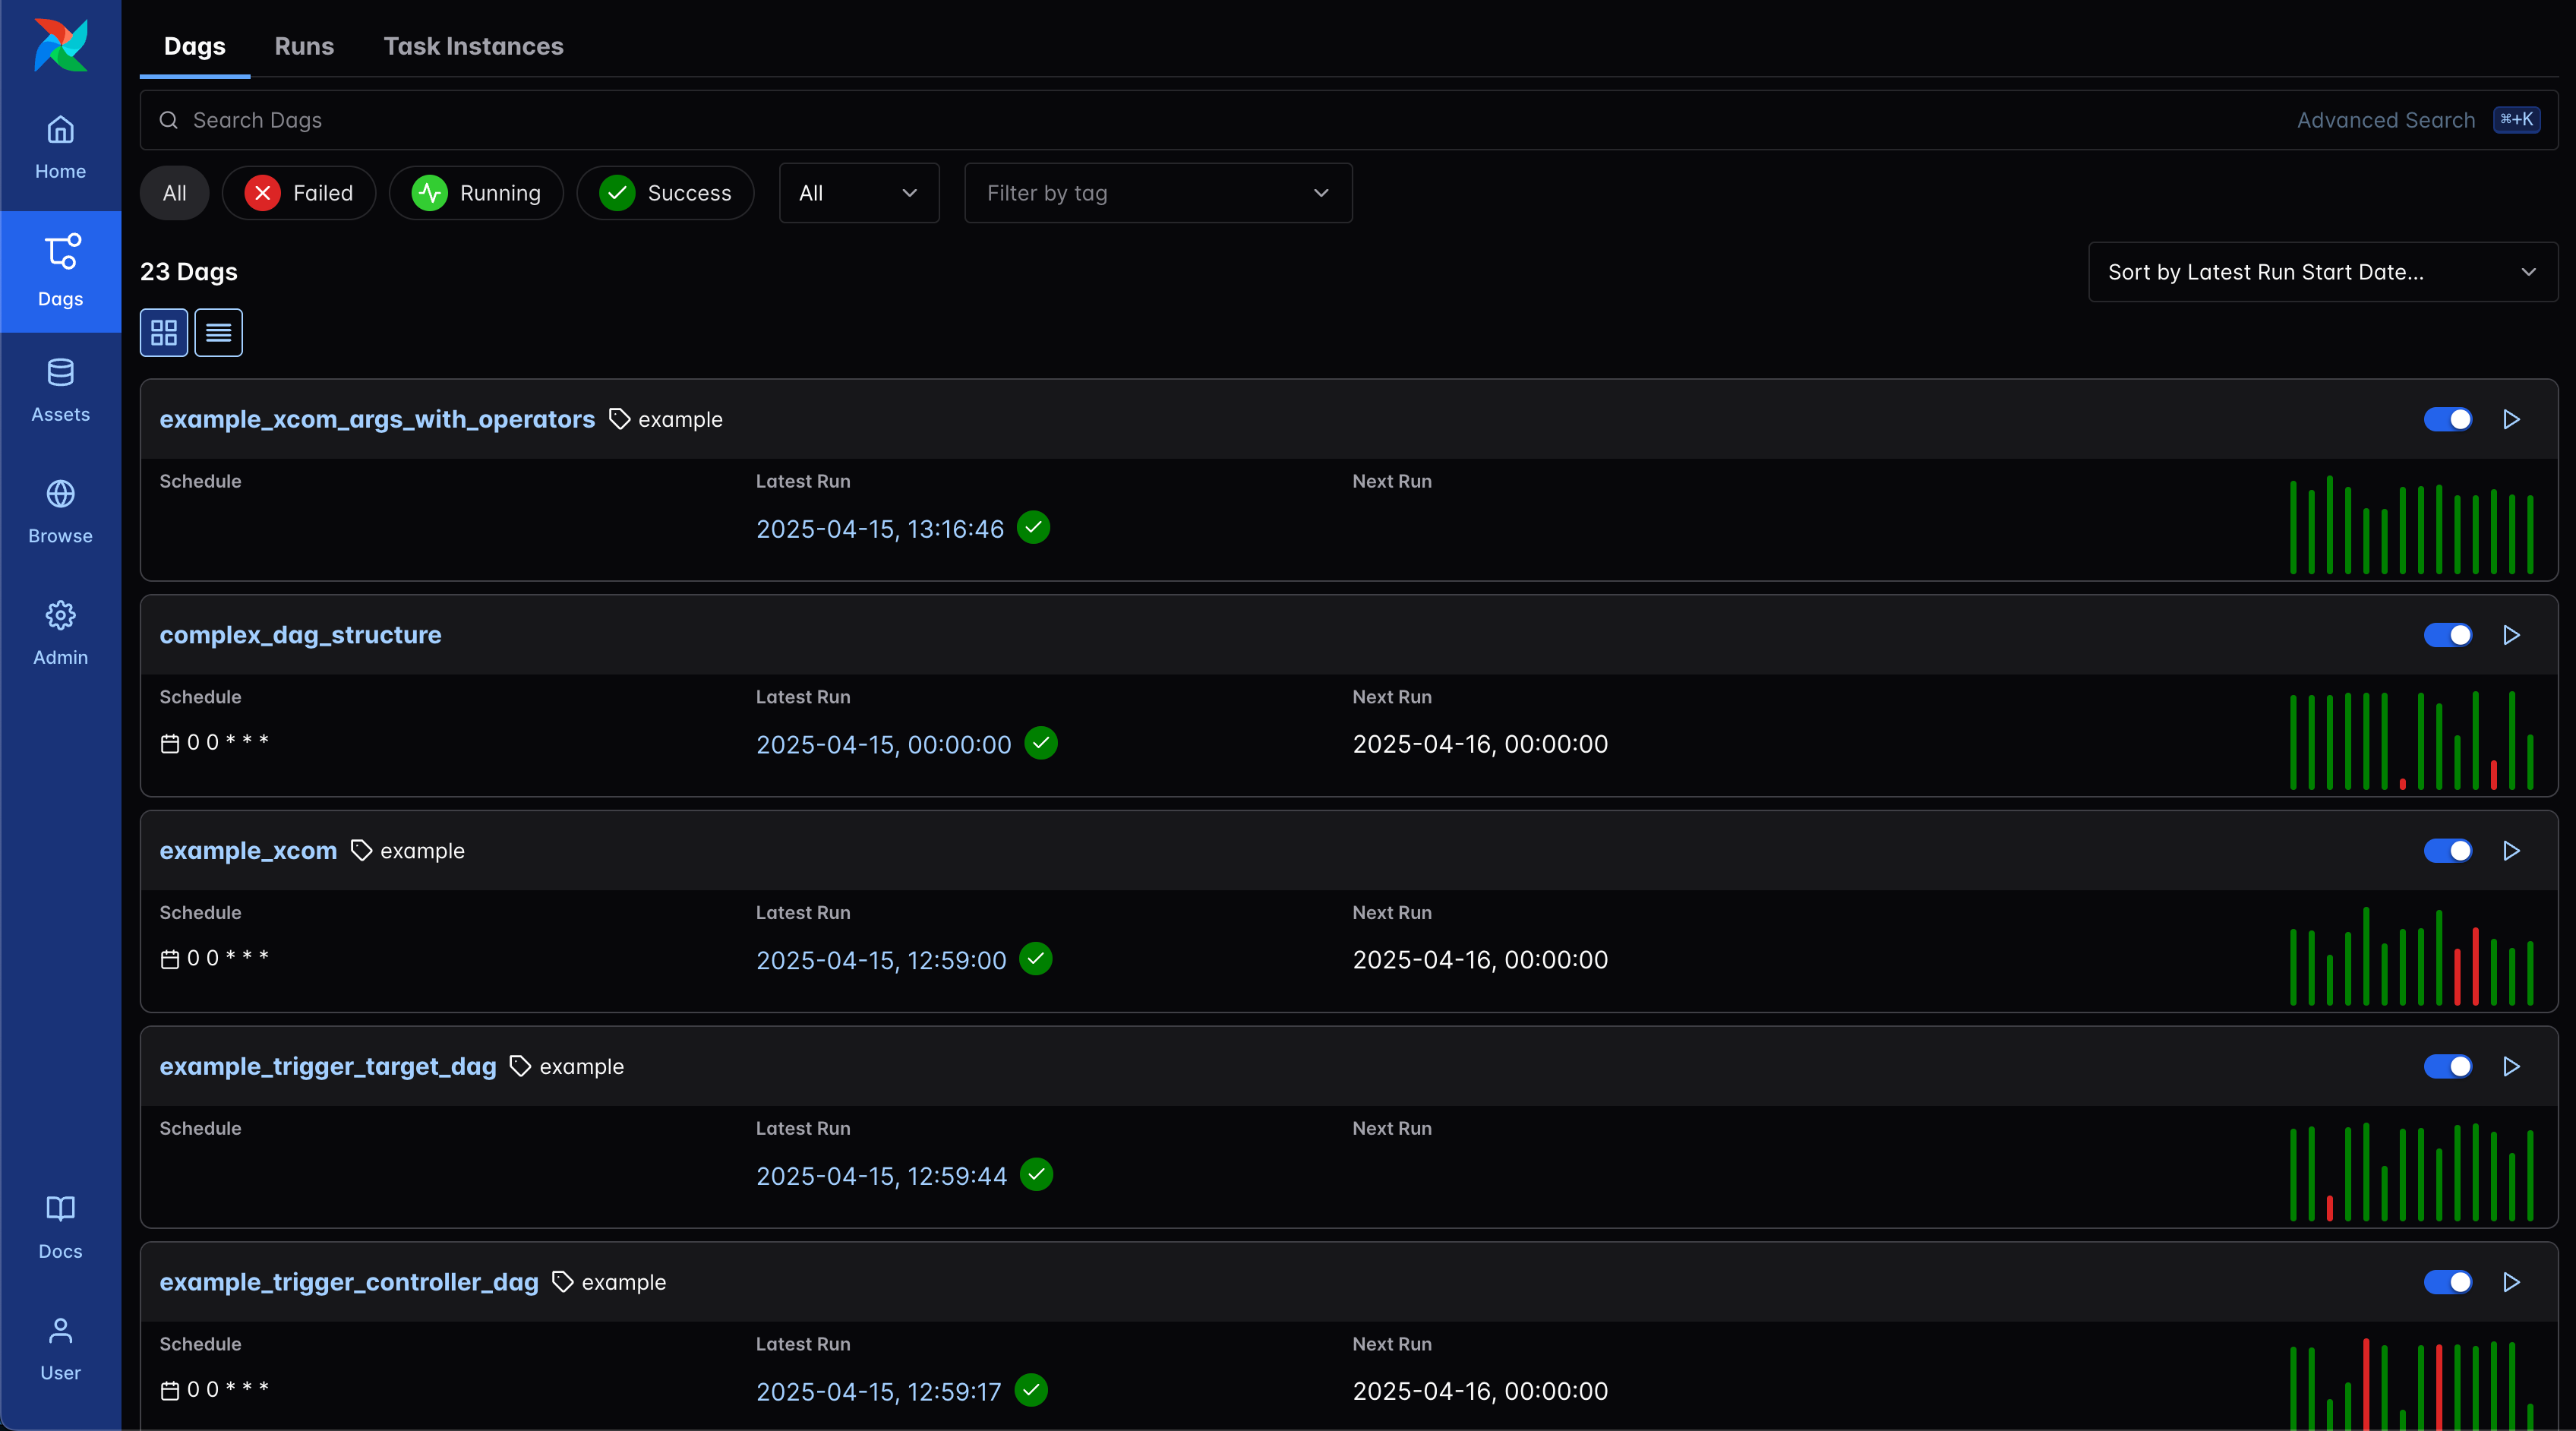 Dags Runs Task Instances
Search Dags Advanced Search ⌘+K
Home
All Failed Running Success All Filter by tag
23 Dags Sort by Latest Run Start Date...
Dags
Assets
Browse
Admin
Docs
User
example_xcom_args_with_operators example
Schedule Latest Run Next Run
2025-04-15, 13:16:46
complex_dag_structure
Schedule Latest Run Next Run
0 0 * * * 2025-04-15, 00:00:00 2025-04-16, 00:00:00
example_xcom example
Schedule Latest Run Next Run
0 0 * * * 2025-04-15, 12:59:00 2025-04-16, 00:00:00
example_trigger_target_dag example
Schedule Latest Run Next Run
2025-04-15, 12:59:44
example_trigger_controller_dag example
Schedule Latest Run Next Run
0 0 * * * 2025-04-15, 12:59:17 2025-04-16, 00:00:00